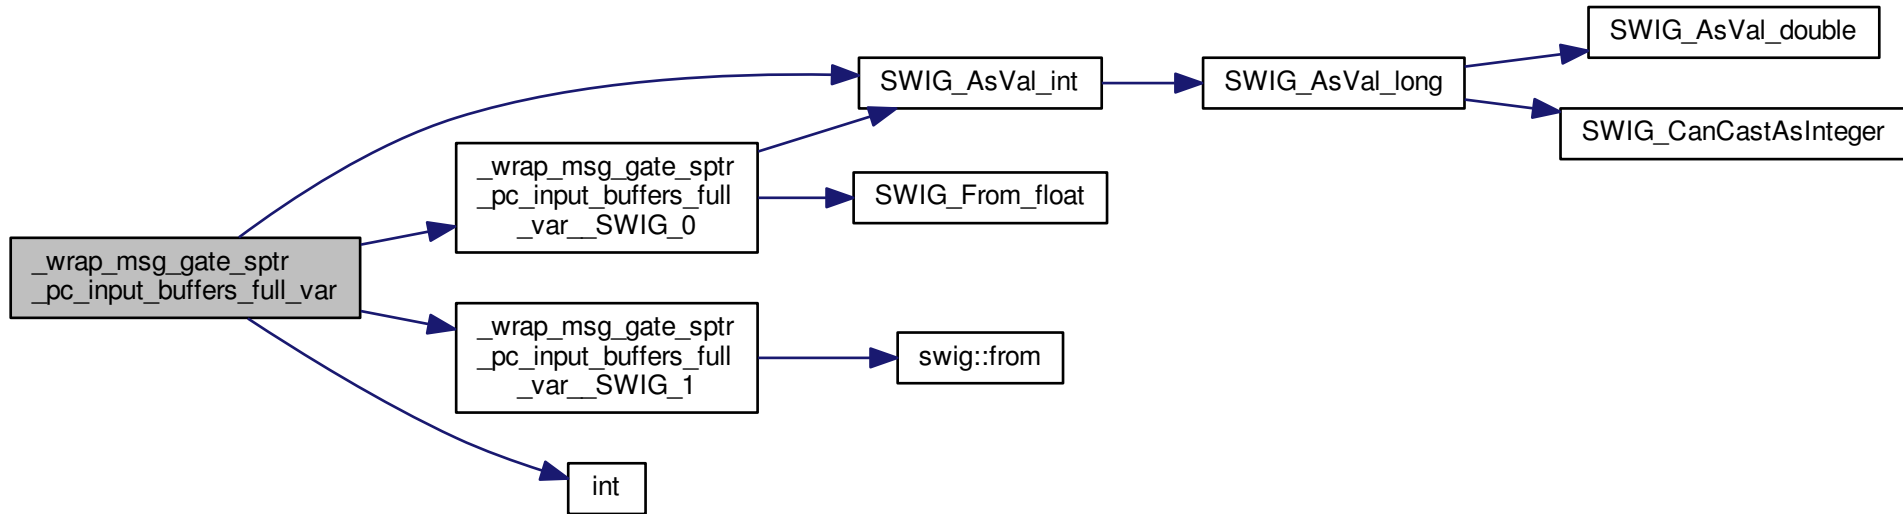 _wrap_msg_gate_sptr
_pc_input_buffers_full_var
_wrap_msg_gate_sptr
_pc_input_buffers_full
_var__SWIG_0
_wrap_msg_gate_sptr
_pc_input_buffers_full
_var__SWIG_1
int
SWIG_AsVal_int
SWIG_From_float
swig::from
SWIG_AsVal_long
SWIG_AsVal_double
SWIG_CanCastAsInteger